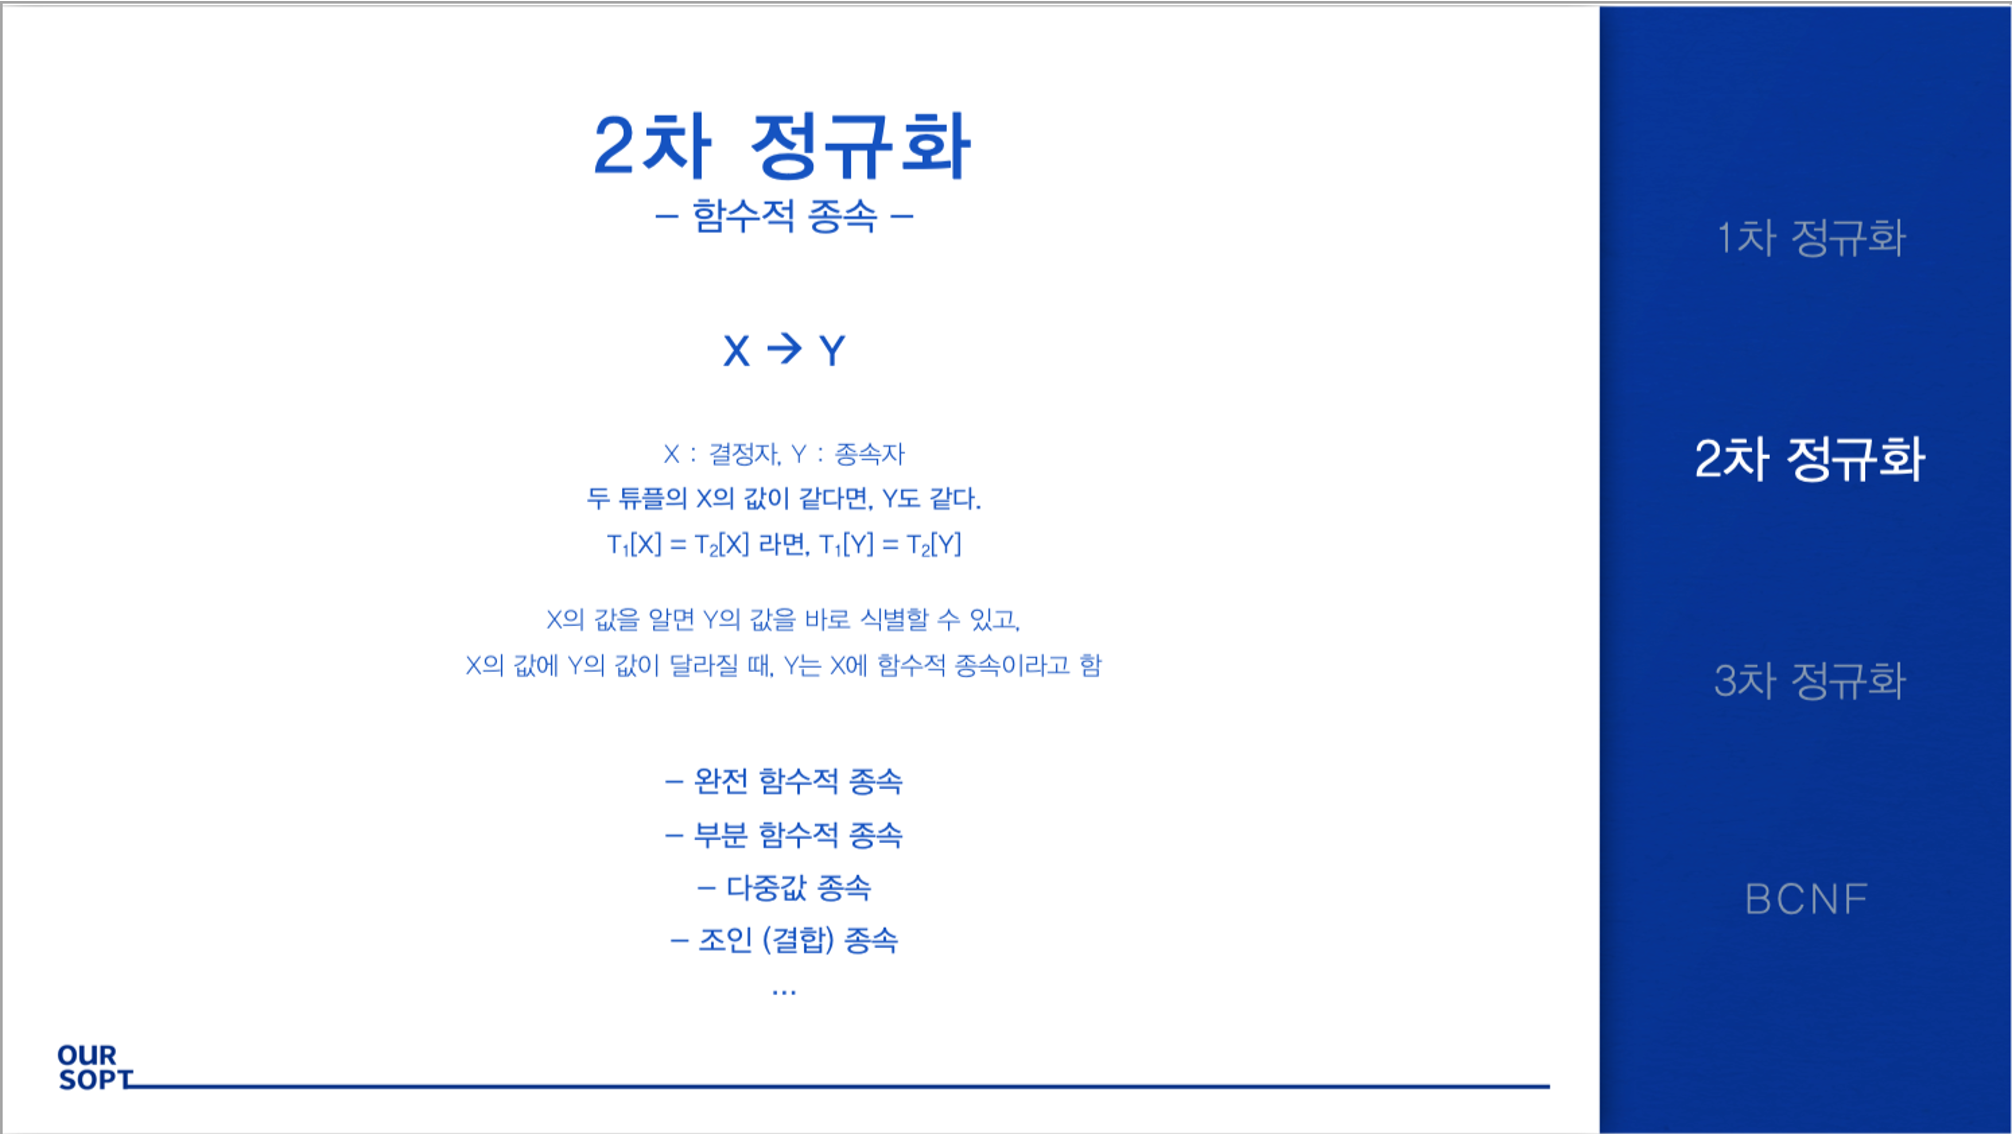 2차 정규화
– 함수적 종속 –
X → Y
X : 결정자, Y : 종속자
두 튜플의 X의 값이 같다면, Y도 같다.
T₁[X] = T₂[X] 라면, T₁[Y] = T₂[Y]
X의 값을 알면 Y의 값을 바로 식별할 수 있고,
X의 값에 Y의 값이 달라질 때, Y는 X에 함수적 종속이라고 함
– 완전 함수적 종속
– 부분 함수적 종속
– 다중값 종속
– 조인 (결합) 종속
...
OUR
SOPT
1차 정규화
2차 정규화
3차 정규화
BCNF